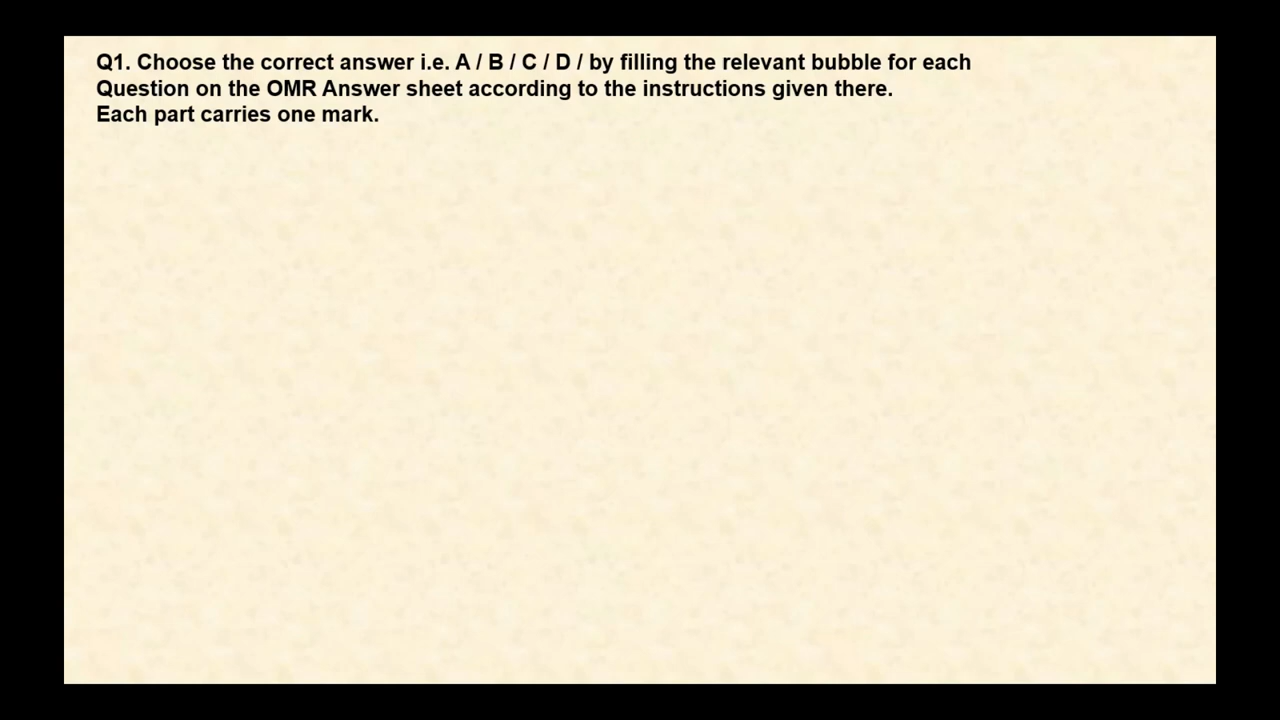 Q1. Choose the correct answer i.e. A / B / C / D / by filling the relevant bubble for each
Question on the OMR Answer sheet according to the instructions given there.
Each part carries one mark.